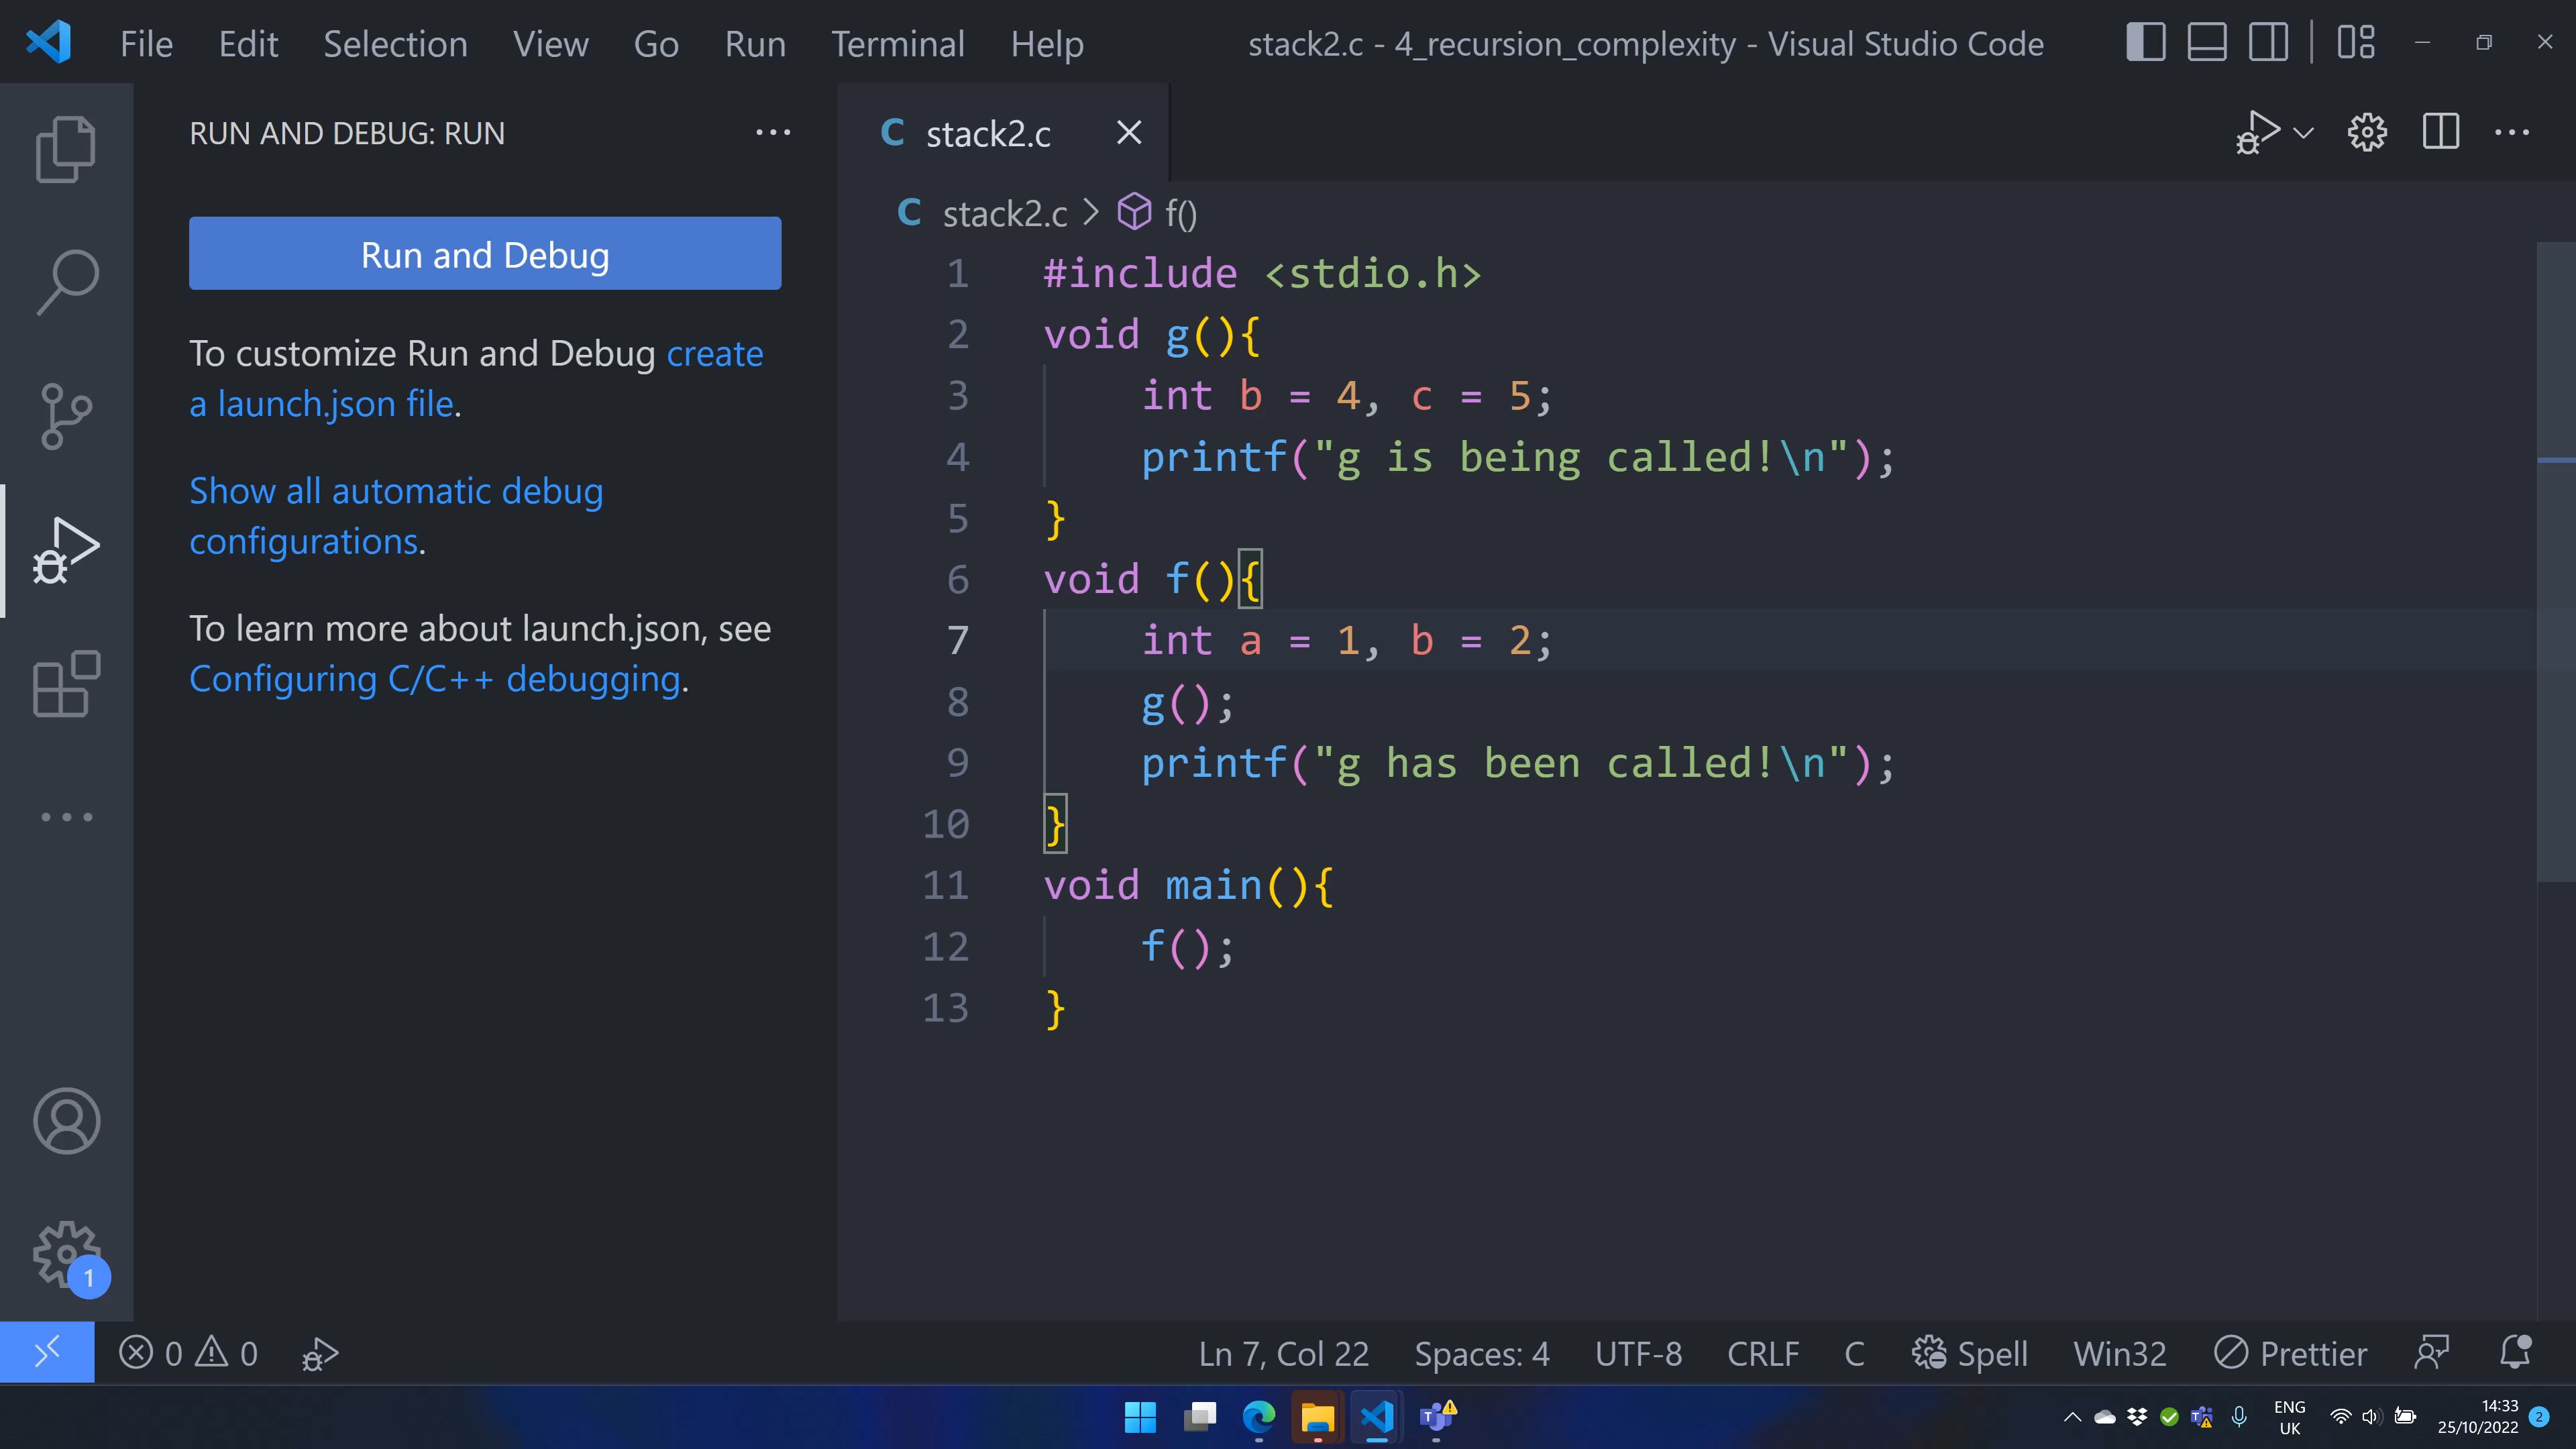 File Edit Selection View Go Run Terminal Help
stack2.c - 4_recursion_complexity - Visual Studio Code
RUN AND DEBUG: RUN
Run and Debug
To customize Run and Debug create
a launch.json file.
Show all automatic debug
configurations.
To learn more about launch.json, see
Configuring C/C++ debugging.
1
C stack2.c
C stack2.c > f()
1 #include <stdio.h>
2 void g(){
3     int b = 4, c = 5;
4     printf("g is being called!\n");
5 }
6 void f(){
7     int a = 1, b = 2;
8     g();
9     printf("g has been called!\n");
10 }
11 void main(){
12     f();
13 }
0 0
Ln 7, Col 22 Spaces: 4 UTF-8 CRLF C Spell Win32 Prettier
T T
ENG
UK
14:33
25/10/2022
2